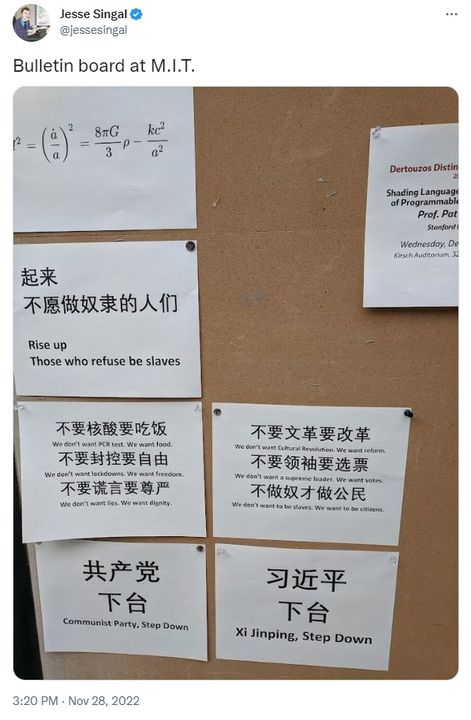 Jesse Singal
@jessesingal
Bulletin board at M.I.T.
² = (ȧ/a)² = 8πG/3 ρ − kc²/a²
Dertouzos Distin
20
Shading Language
of Programmable
Prof. Pat
Stanford
Wednesday, De
Kirsch Auditorium, 32
起来
不愿做奴隶的人们
Rise up
Those who refuse be slaves
不要核酸要吃饭
We don't want PCR test. We want food.
不要封控要自由
We don't want lockdowns. We want freedom.
不要谎言要尊严
We don't want lies. We want dignity.
不要文革要改革
We don't want Cultural Revolution. We want reform.
不要领袖要选票
We don't want a supreme leader. We want votes.
不做奴才做公民
We don't want to be slaves. We want to be citizens.
共产党
下台
Communist Party, Step Down
习近平
下台
Xi Jinping, Step Down
3:20 PM · Nov 28, 2022